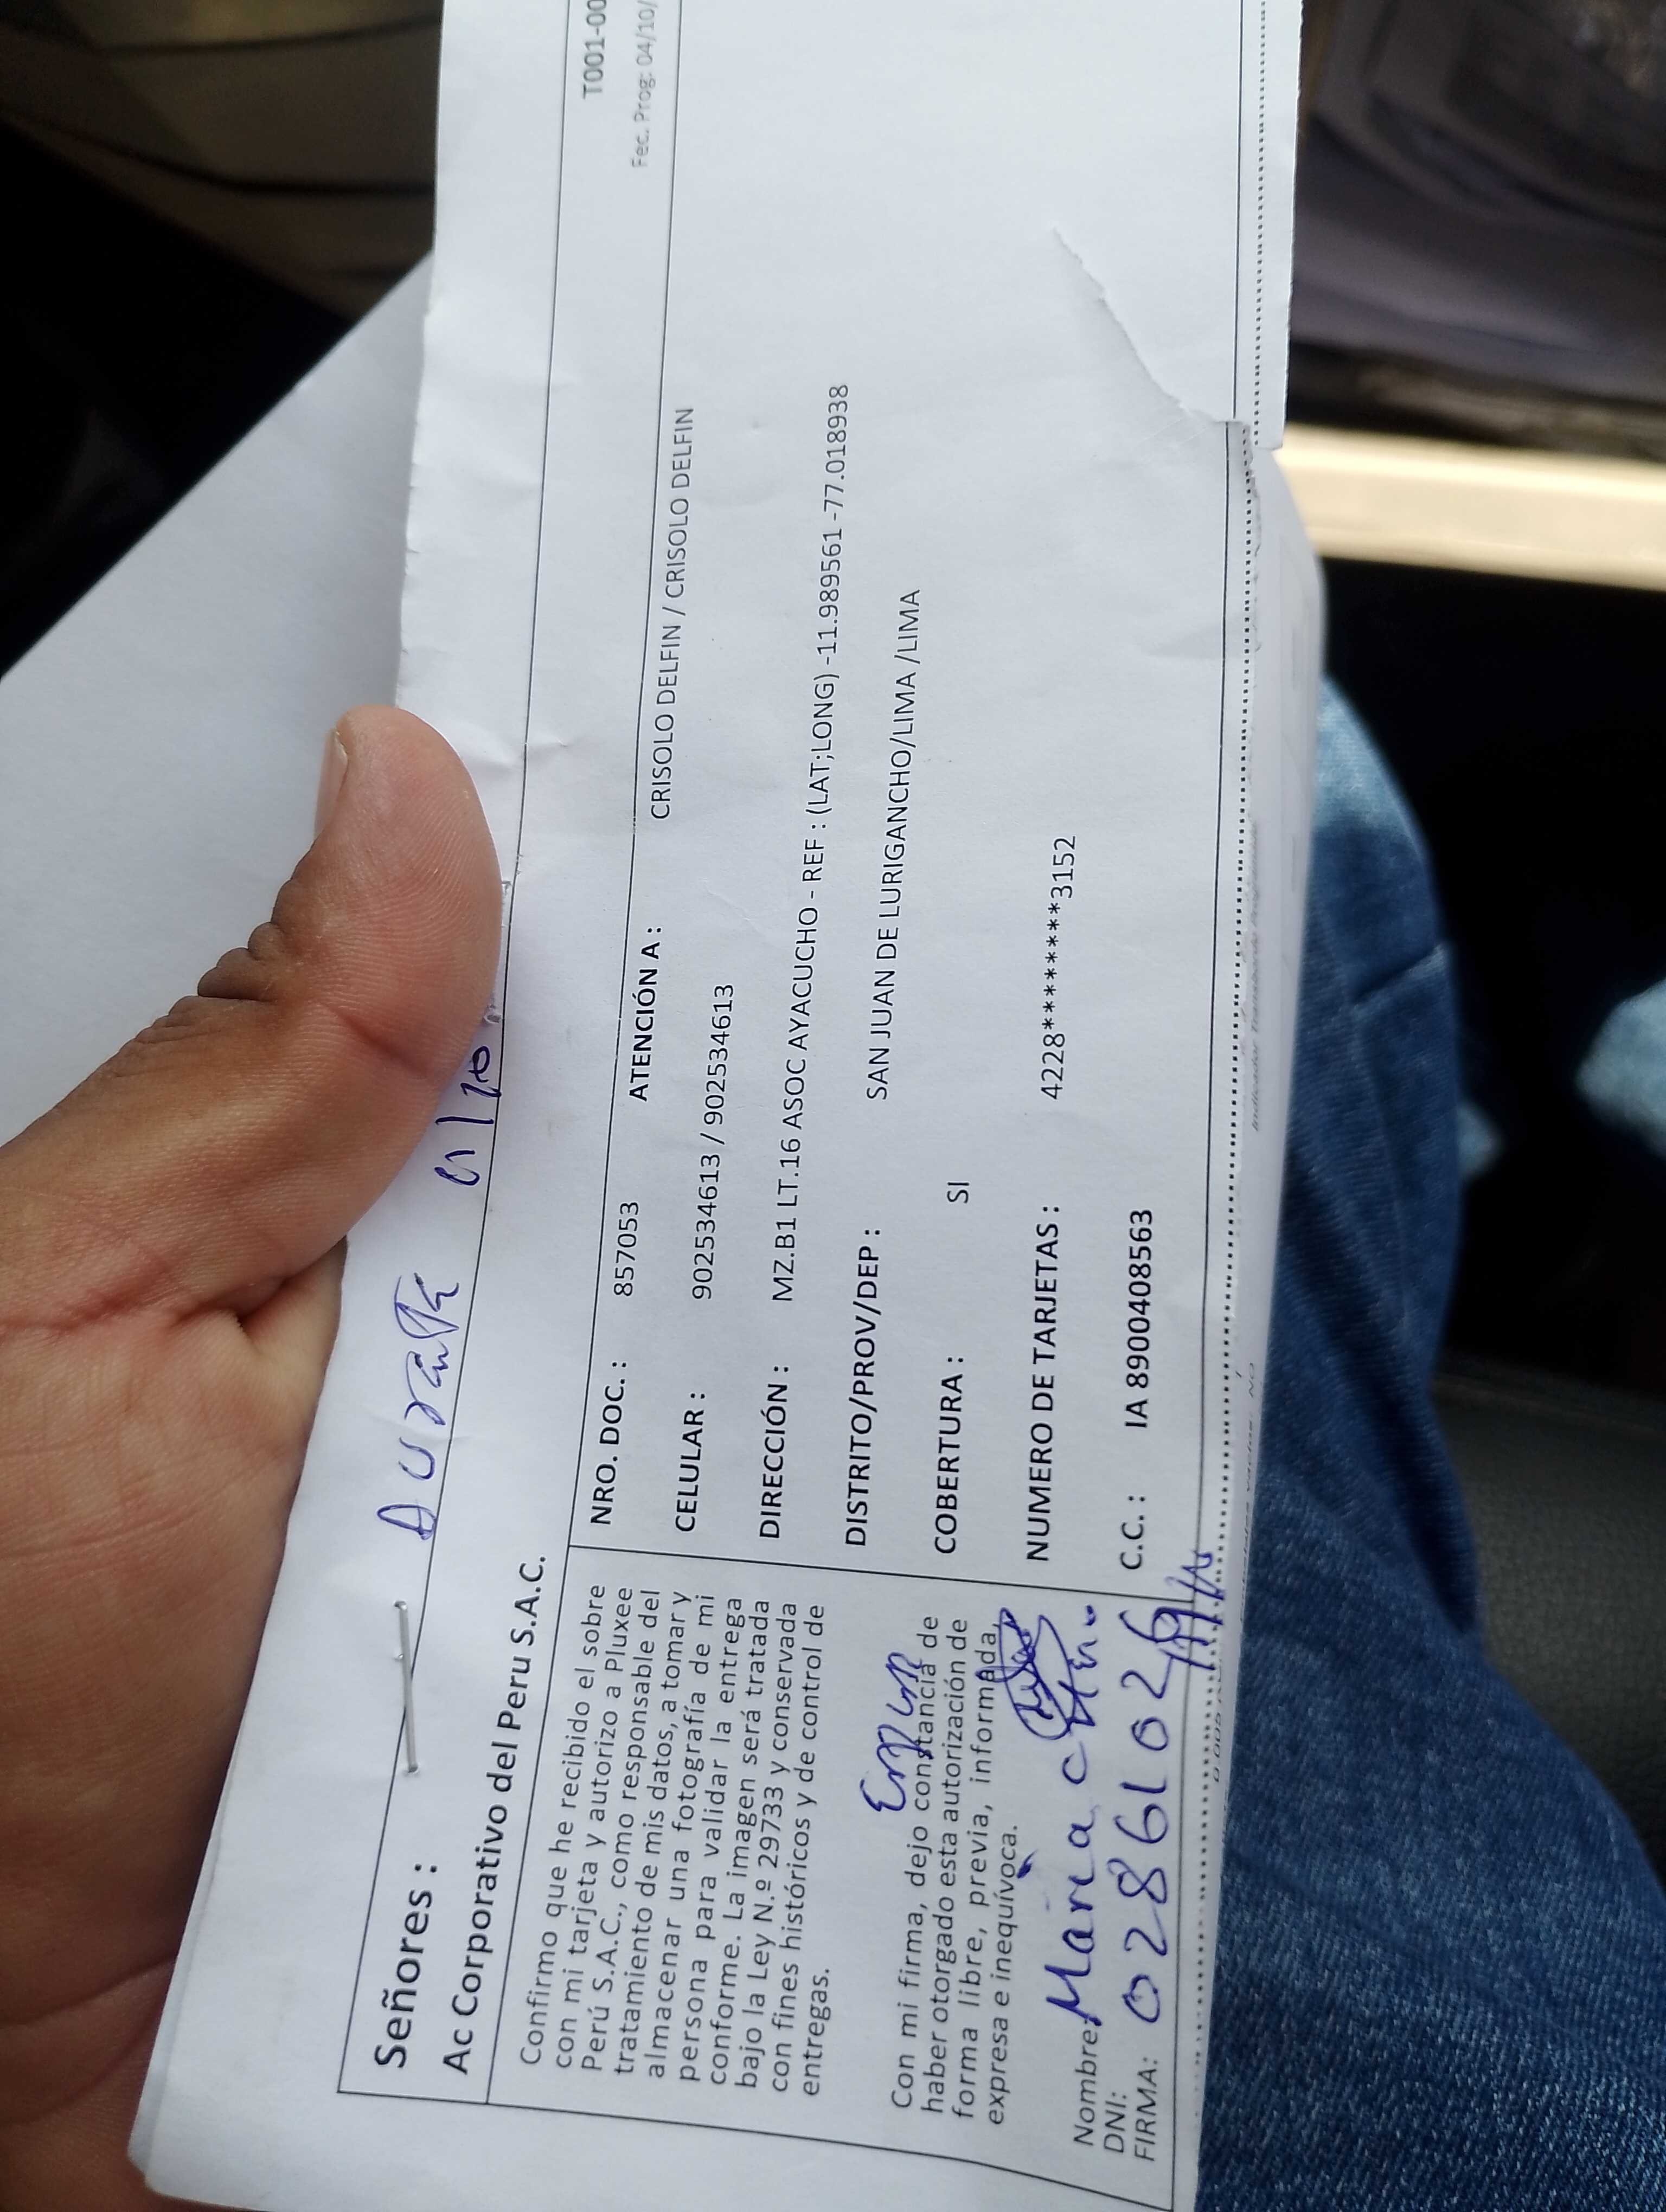 T001-00
Fec. Prog: 04/10/
Señores :
Ac Corporativo del Peru S.A.C.
Confirmo que he recibido el sobre
con mi tarjeta y autorizo a Pluxee
Perú S.A.C., como responsable del
tratamiento de mis datos, a tomar y
almacenar una fotografía de mi
persona para validar la entrega
conforme. La imagen será tratada
bajo la Ley N.º 29733 y conservada
con fines históricos y de control de
entregas.
Con mi firma, dejo constancia de
haber otorgado esta autorización de
forma libre, previa, informada,
expresa e inequívoca.
Nombre: Maria
DNI: 0286102
FIRMA:
NRO. DOC. : 857053 ATENCIÓN A : CRISOLO DELFIN / CRISOLO DELFIN
CELULAR : 902534613 / 902534613
DIRECCIÓN : MZ.B1 LT.16 ASOC AYACUCHO - REF : (LAT;LONG) -11.989561 -77.018938
DISTRITO/PROV/DEP : SAN JUAN DE LURIGANCHO/LIMA /LIMA
COBERTURA : SI
NUMERO DE TARJETAS : 4228********3152
C.C. : IA 8900408563